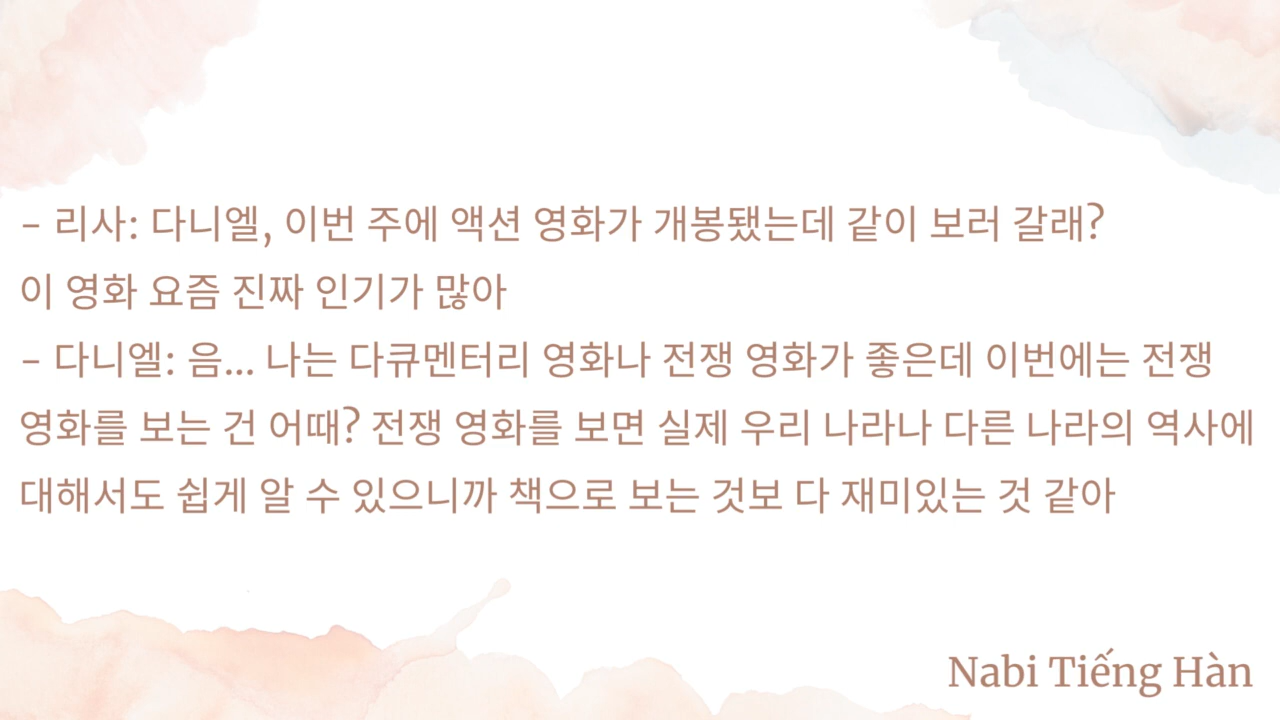 – 리사: 다니엘, 이번 주에 액션 영화가 개봉됐는데 같이 보러 갈래?
이 영화 요즘 진짜 인기가 많아
– 다니엘: 음... 나는 다큐멘터리 영화나 전쟁 영화가 좋은데 이번에는 전쟁
영화를 보는 건 어때? 전쟁 영화를 보면 실제 우리 나라나 다른 나라의 역사에
대해서도 쉽게 알 수 있으니까 책으로 보는 것보 다 재미있는 것 같아
Nabi Tiếng Hàn